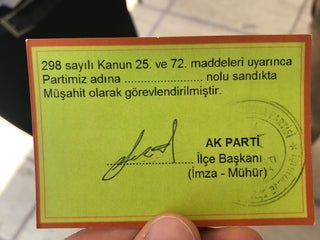 298 sayılı Kanun 25. ve 72. maddeleri uyarınca
Partimiz adına ........................ nolu sandıkta
Müşahit olarak görevlendirilmiştir.
AK PARTİ
İlçe Başkanı
(İmza - Mühür)